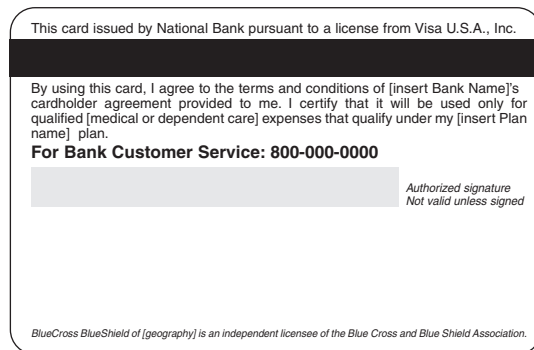 This card issued by National Bank pursuant to a license from Visa U.S.A., Inc.
By using this card, I agree to the terms and conditions of [insert Bank Name]'s
cardholder agreement provided to me. I certify that it will be used only for
qualified [medical or dependent care] expenses that qualify under my [insert Plan
name] plan.
For Bank Customer Service: 800-000-0000
Authorized signature
Not valid unless signed
BlueCross BlueShield of [geography] is an independent licensee of the Blue Cross and Blue Shield Association.